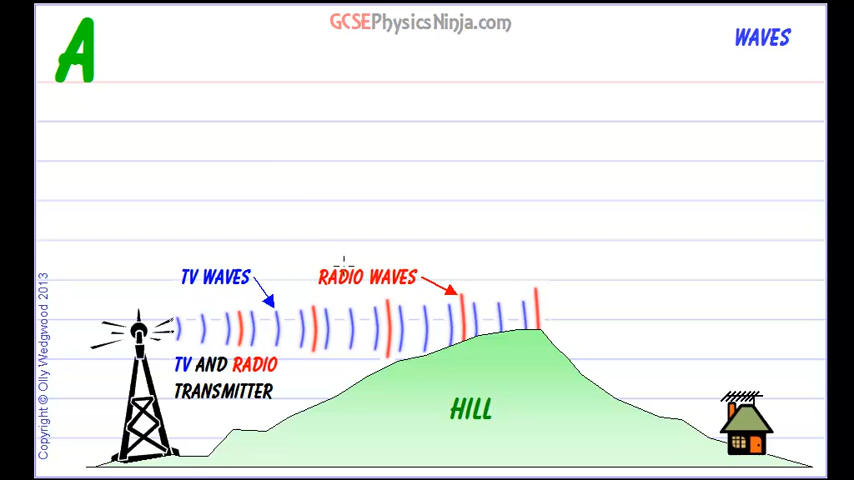 GCSEPhysicsNinja.com
A
WAVES
TV WAVES
RADIO WAVES
TV AND RADIO
TRANSMITTER
HILL
Copyright © Olly Wedgwood 2013